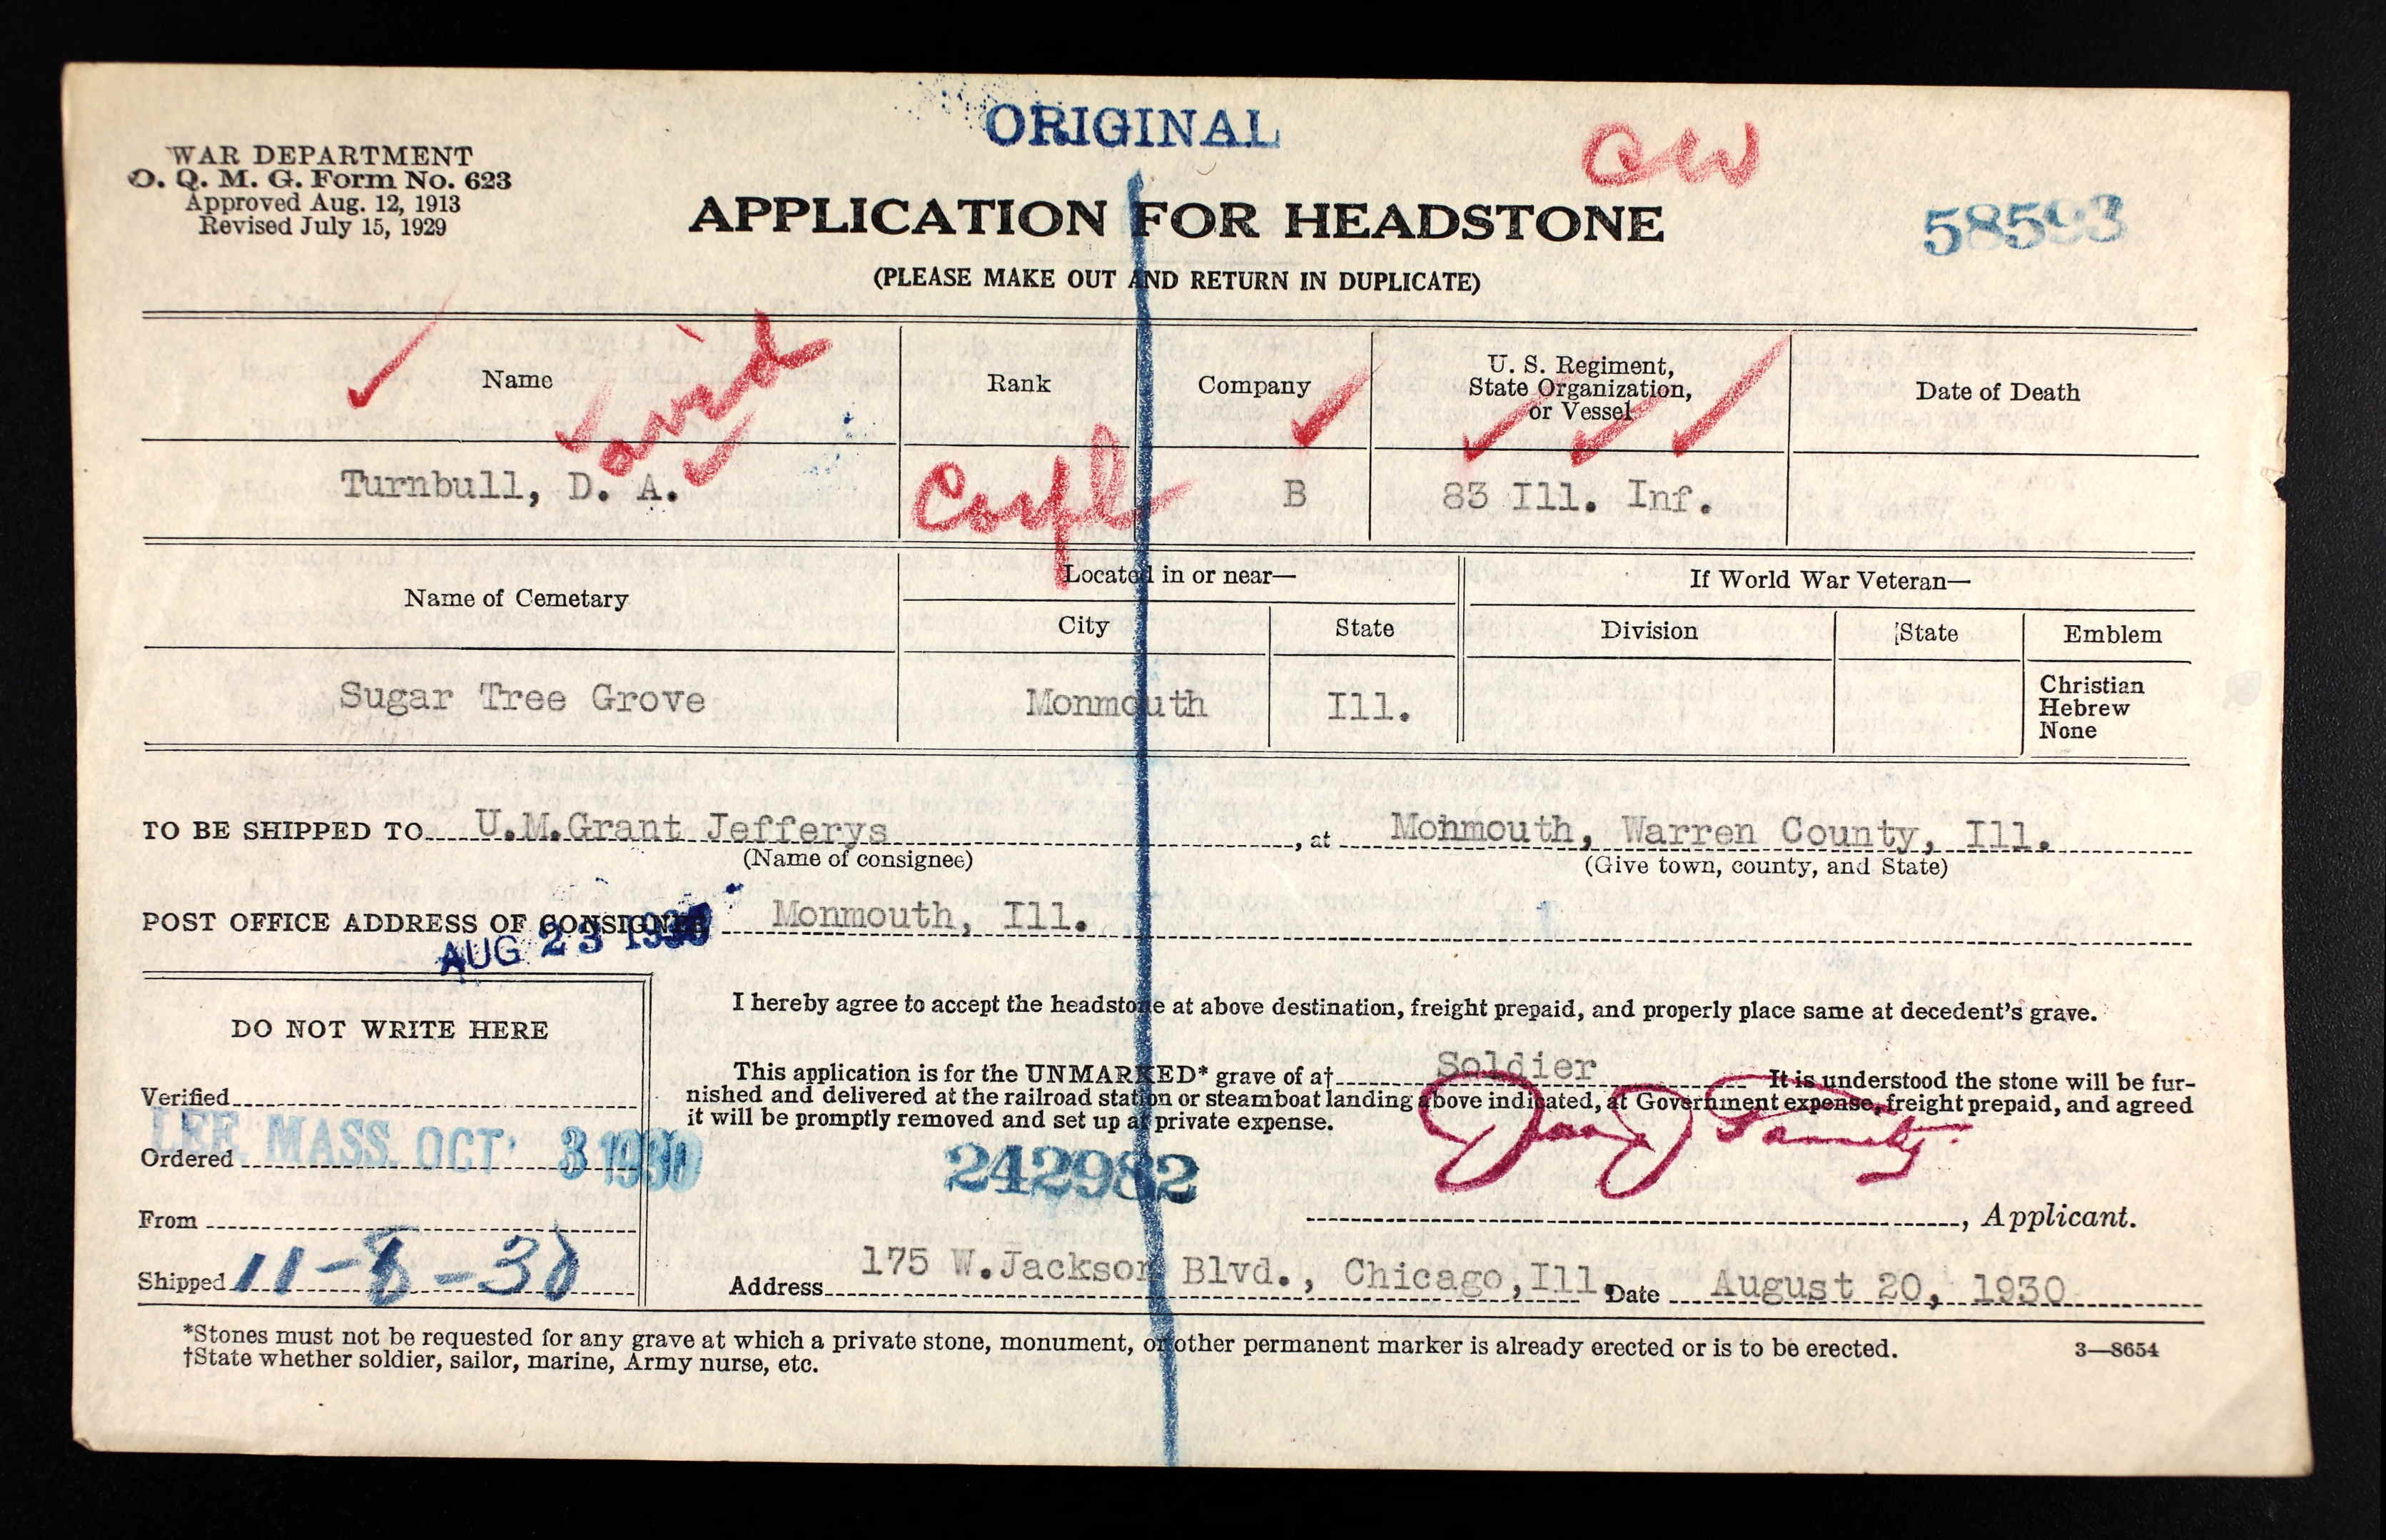 ORIGINAL
WAR DEPARTMENT
O. Q. M. G. Form No. 623
Approved Aug. 12, 1913
Revised July 15, 1929
APPLICATION FOR HEADSTONE
58593
(PLEASE MAKE OUT AND RETURN IN DUPLICATE)
Name
Rank
Company
U. S. Regiment,
State Organization,
or Vessel
Date of Death
David
Turnbull, D. A.
Corpl
B
83 Ill. Inf.
Name of Cemetary
Located in or near—
If World War Veteran—
City
State
Division
State
Emblem
Sugar Tree Grove
Monmouth
Ill.
Christian
Hebrew
None
TO BE SHIPPED TO U.M.Grant Jefferys, at Monmouth, Warren County, Ill.
(Name of consignee)
(Give town, county, and State)
POST OFFICE ADDRESS OF CONSIGNEE Monmouth, Ill.
AUG 23 1930
DO NOT WRITE HERE
I hereby agree to accept the headstone at above destination, freight prepaid, and properly place same at decedent's grave.
This application is for the UNMARKED* grave of a† Soldier It is understood the stone will be fur-
nished and delivered at the railroad station or steamboat landing above indicated, at Government expense, freight prepaid, and agreed
it will be promptly removed and set up at private expense.
Verified
LEE MASS. OCT 3 1930
Ordered
242982
From
, Applicant.
Shipped 11-8-30
Address 175 W.Jackson Blvd., Chicago, Ill. Date August 20, 1930
*Stones must not be requested for any grave at which a private stone, monument, or other permanent marker is already erected or is to be erected.
†State whether soldier, sailor, marine, Army nurse, etc.
3—8654